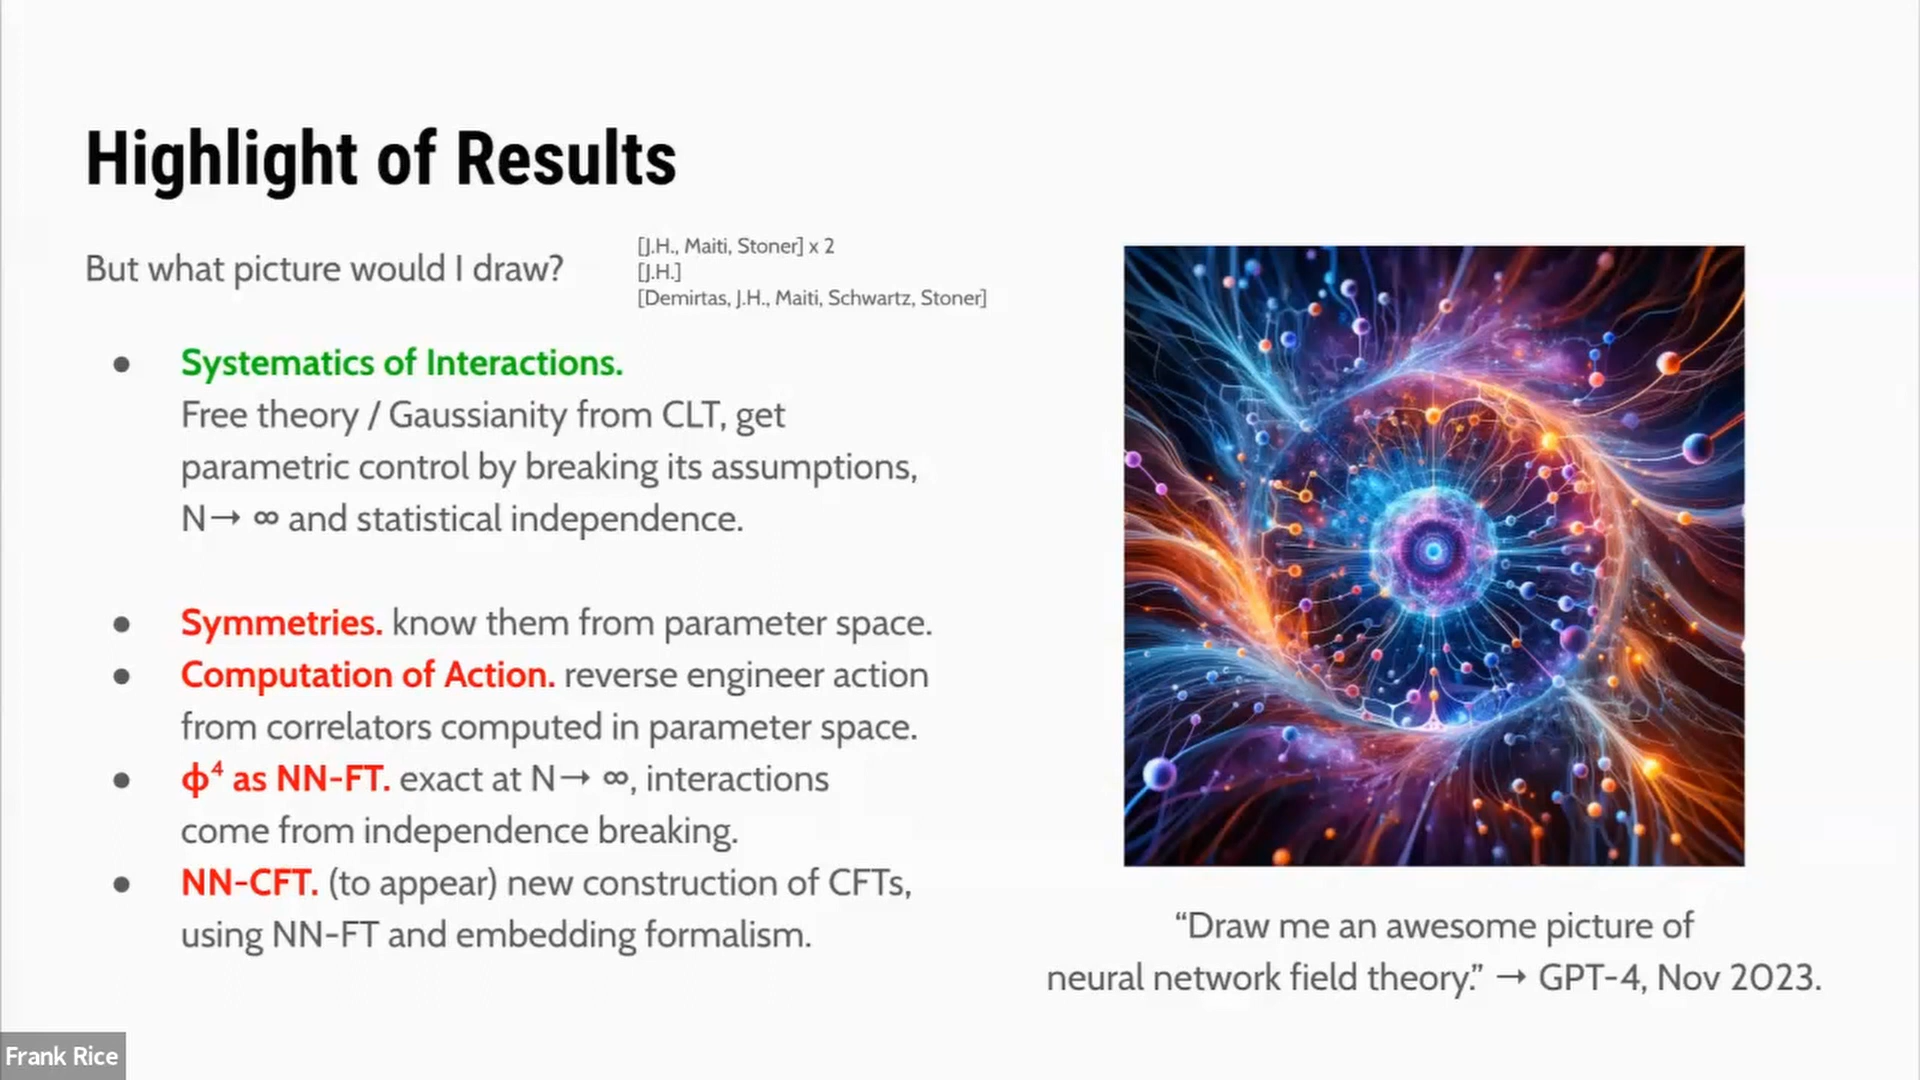 Highlight of Results
But what picture would I draw?
[J.H., Maiti, Stoner] x 2
[J.H.]
[Demirtas, J.H., Maiti, Schwartz, Stoner]
● Systematics of Interactions.
Free theory / Gaussianity from CLT, get
parametric control by breaking its assumptions,
N→ ∞ and statistical independence.
● Symmetries. know them from parameter space.
● Computation of Action. reverse engineer action
from correlators computed in parameter space.
● ϕ⁴ as NN-FT. exact at N→ ∞, interactions
come from independence breaking.
● NN-CFT. (to appear) new construction of CFTs,
using NN-FT and embedding formalism.
“Draw me an awesome picture of
neural network field theory.” → GPT-4, Nov 2023.
Frank Rice